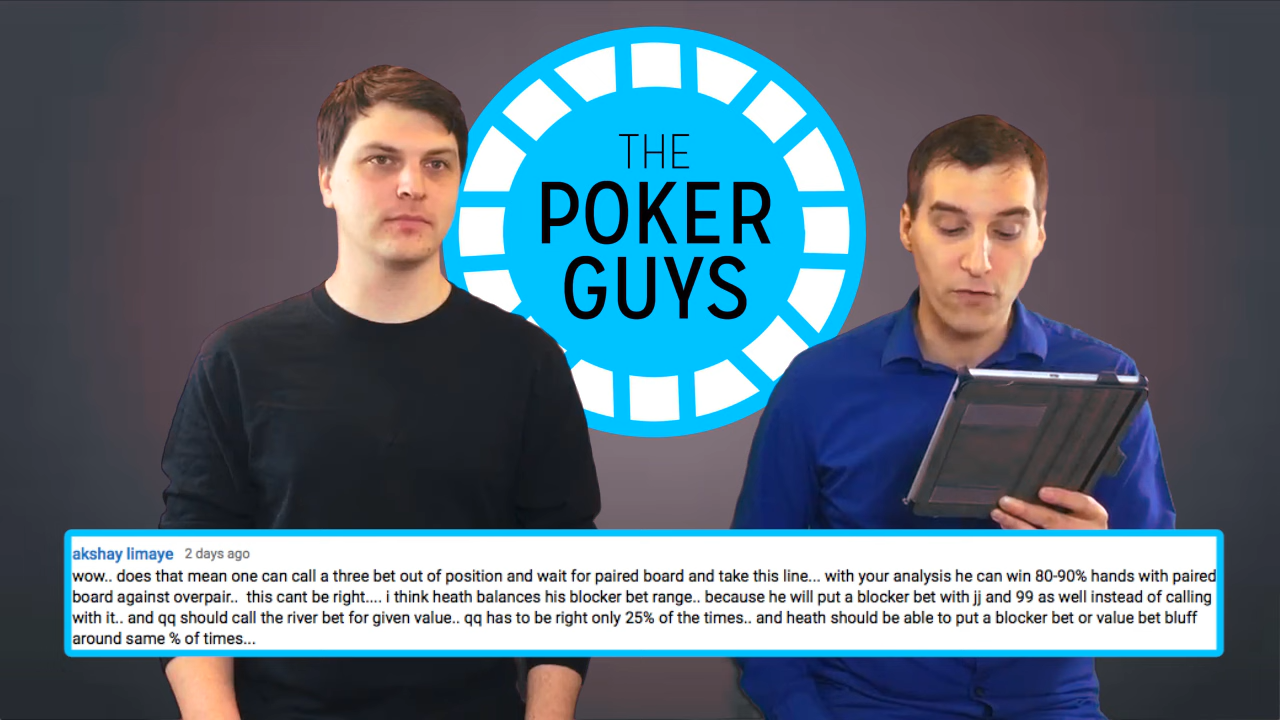 THE
POKER
GUYS
akshay limaye 2 days ago
wow.. does that mean one can call a three bet out of position and wait for paired board and take this line... with your analysis he can win 80-90% hands with paired
board against overpair.. this cant be right.... i think heath balances his blocker bet range.. because he will put a blocker bet with jj and 99 as well instead of calling
with it.. and qq should call the river bet for given value.. qq has to be right only 25% of the times.. and heath should be able to put a blocker bet or value bet bluff
around same % of times...